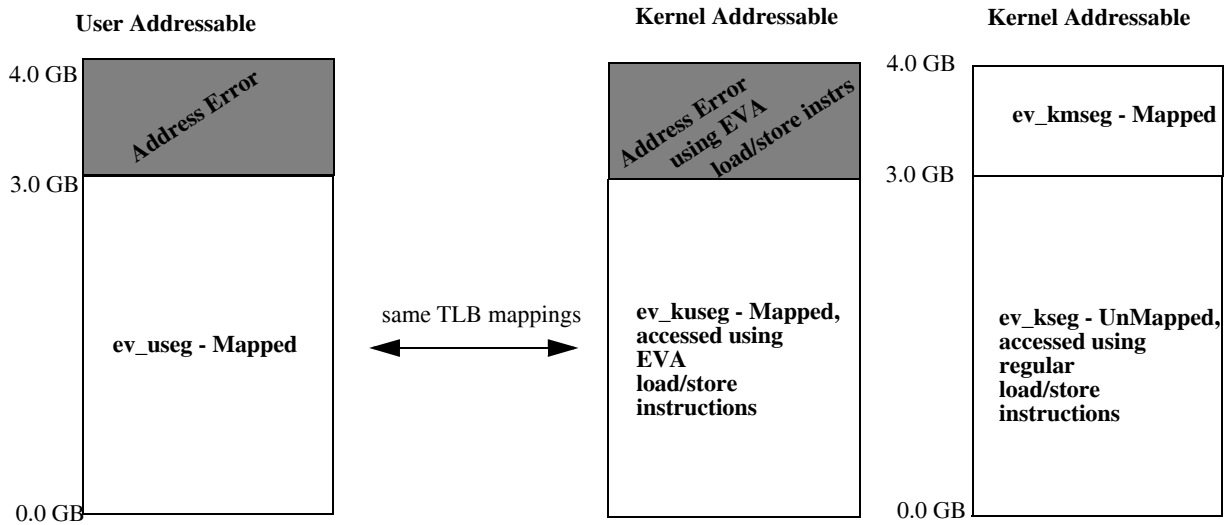 User Addressable
4.0 GB
Address Error
3.0 GB
ev_useg - Mapped
0.0 GB
same TLB mappings
Kernel Addressable
Address Error
using EVA
load/store instrs
ev_kuseg - Mapped,
accessed using
EVA
load/store
instructions
Kernel Addressable
4.0 GB
ev_kmseg - Mapped
3.0 GB
ev_kseg - UnMapped,
accessed using
regular
load/store
instructions
0.0 GB